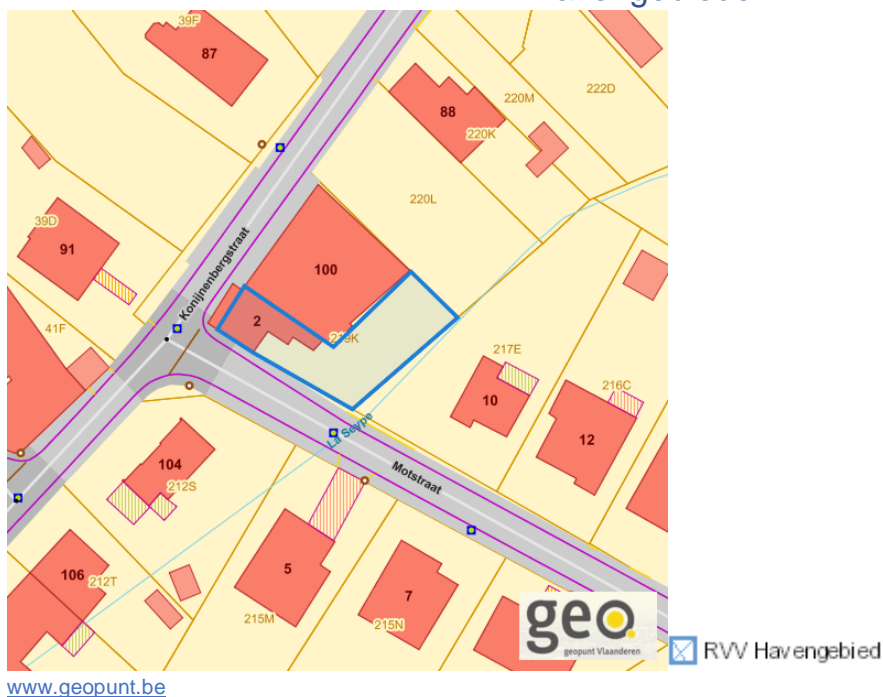 39F
87
88
220K
220M
222D
220L
39D
91
Konijnenbergstraat
100
2
219K
41F
217E
10
216C
12
La Seype
Motstraat
104
212S
106
212T
5
215M
7
215N
geo
geopunt Vlaanderen
RVV Havengebied
www.geopunt.be